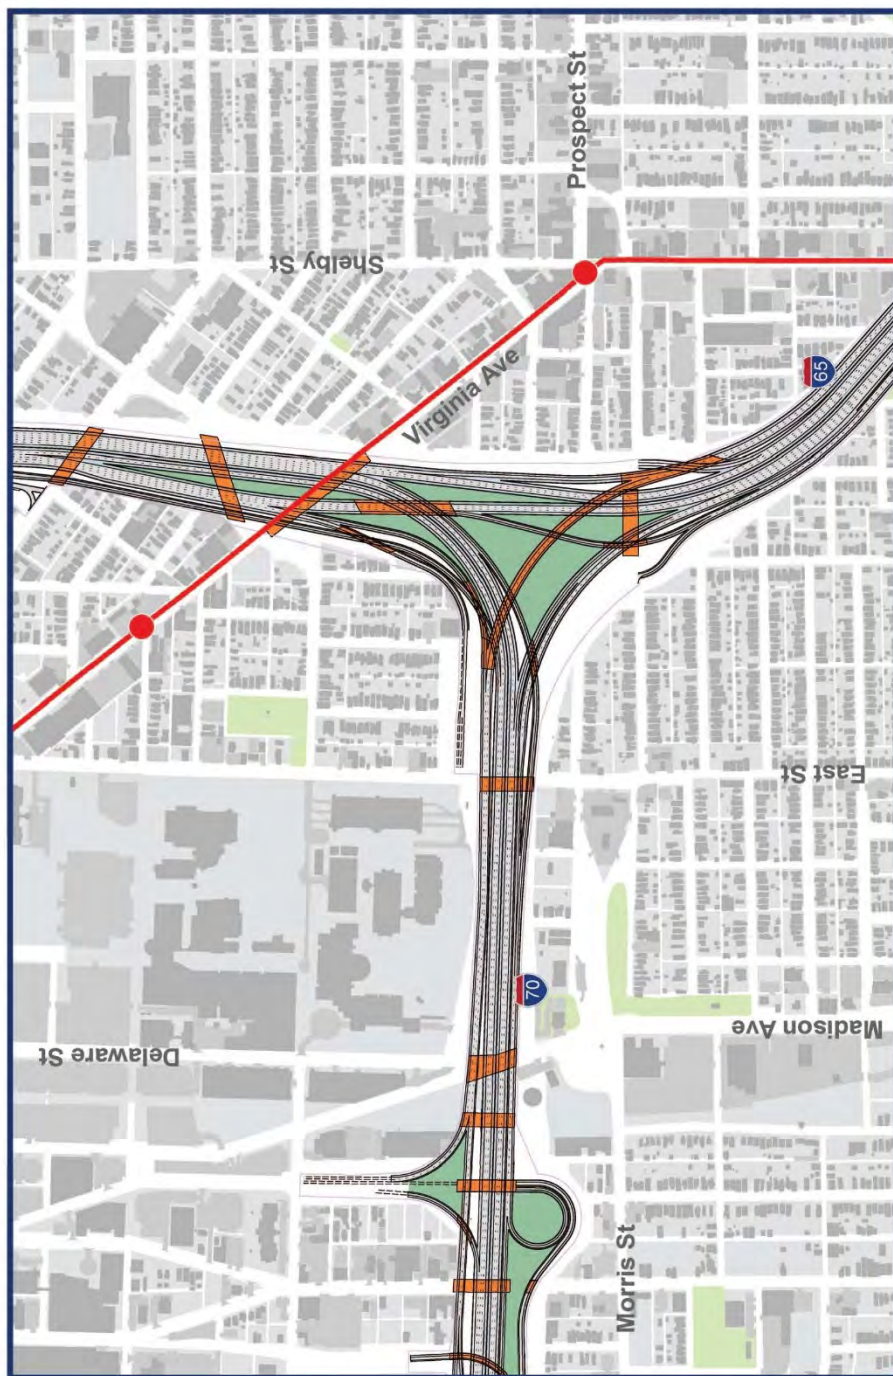 Prospect St
Shelby St
Virginia Ave
65
East St
70
Madison Ave
Delaware St
Morris St